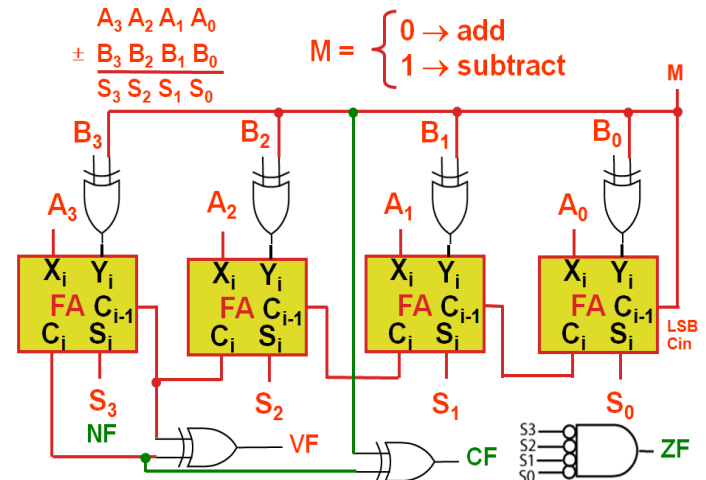 A3 A2 A1 A0
± B3 B2 B1 B0
S3 S2 S1 S0
M =
0 → add
1 → subtract
M
B3
B2
B1
B0
A3
A2
A1
A0
Xi Yi
FA Ci-1
Ci Si
Xi Yi
FA Ci-1
Ci Si
Xi Yi
FA Ci-1
Ci Si
Xi Yi
FA Ci-1
Ci Si
LSB
Cin
S3
S2
S1
S0
NF
VF
CF
S3
S2
S1
S0
ZF